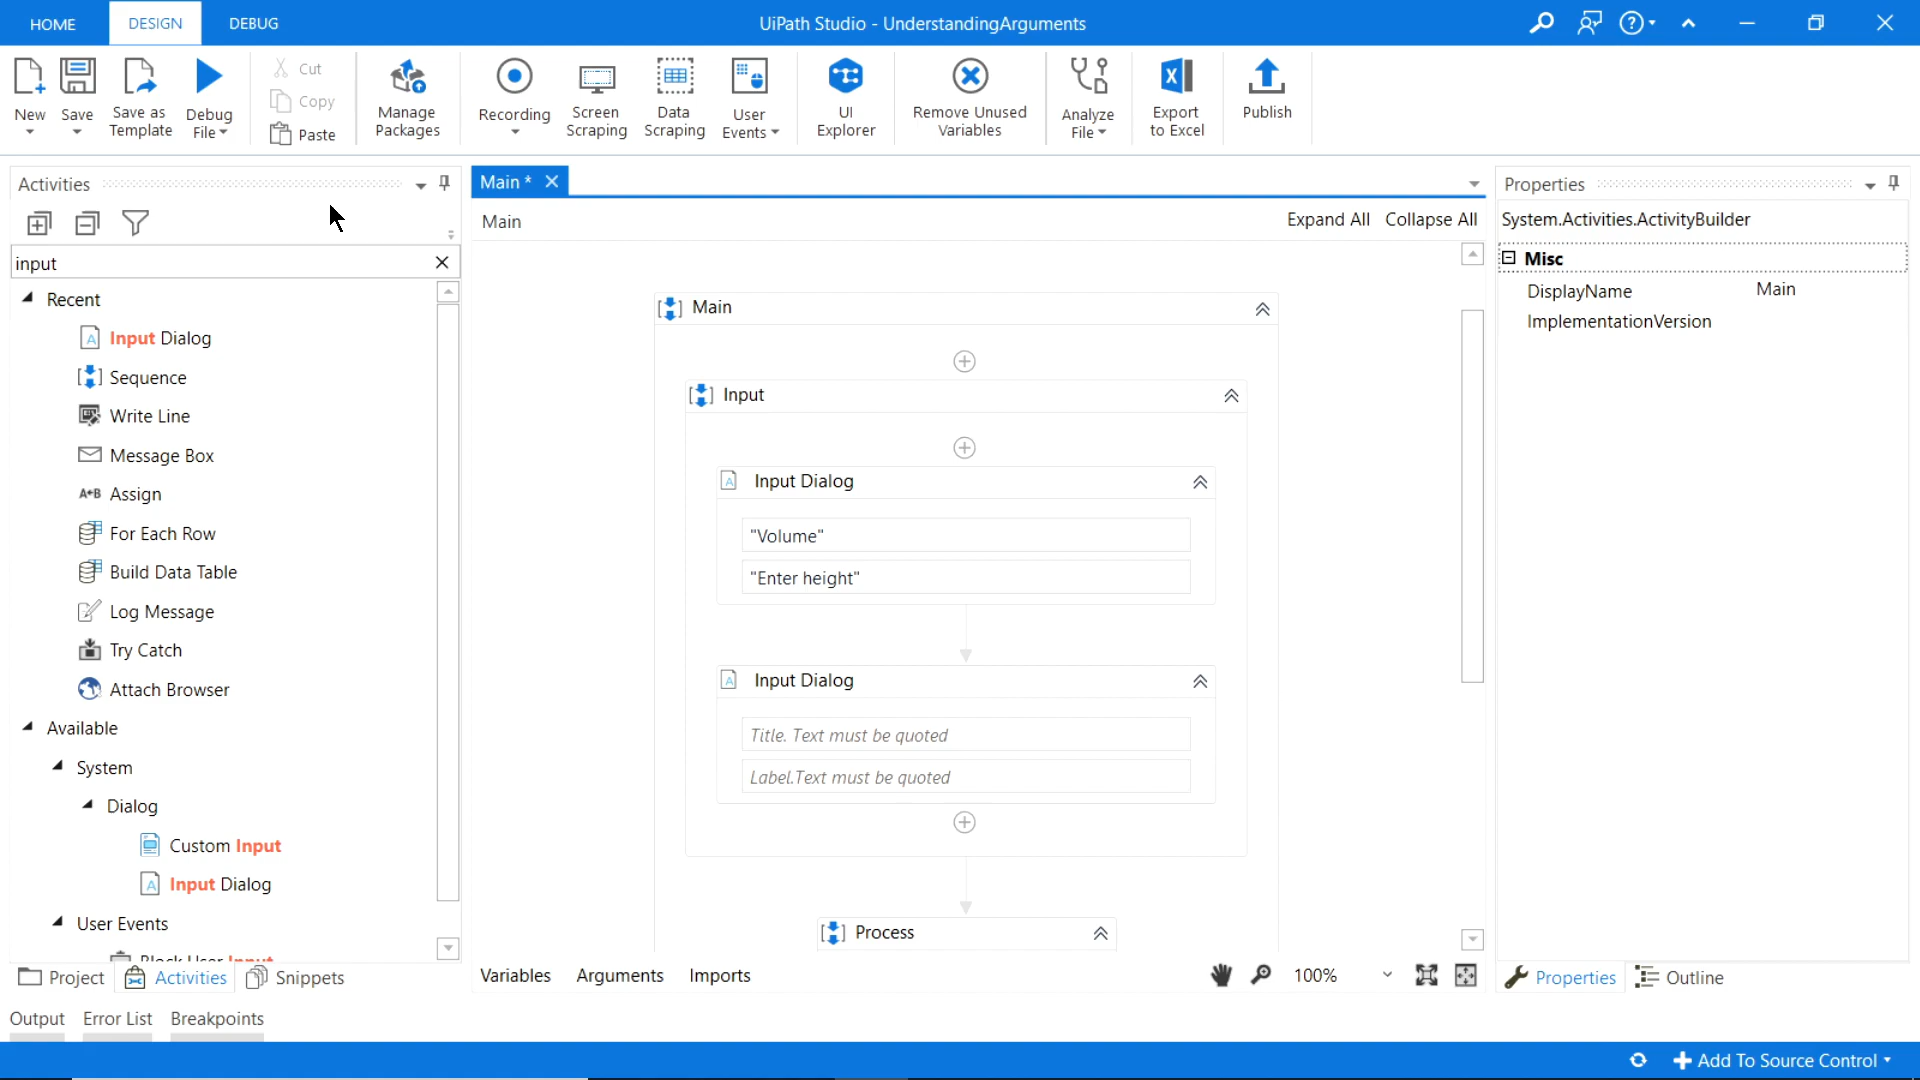 HOME DESIGN DEBUG UiPath Studio - UnderstandingArguments
New Save Save as Template Debug File Cut Copy Paste Manage Packages Recording Screen Scraping Data Scraping User Events UI Explorer Remove Unused Variables Analyze File Export to Excel Publish
Activities
input
Recent
Input Dialog
Sequence
Write Line
Message Box
A+B Assign
For Each Row
Build Data Table
Log Message
Try Catch
Attach Browser
Available
System
Dialog
Custom Input
Input Dialog
User Events
Block User Input
Project Activities Snippets
Main *
Main Expand All Collapse All
Main
Input
Input Dialog
"Volume"
"Enter height"
Input Dialog
Title. Text must be quoted
Label.Text must be quoted
Process
Variables Arguments Imports 100%
Properties
System.Activities.ActivityBuilder
Misc
DisplayName Main
ImplementationVersion
Properties Outline
Output Error List Breakpoints
Add To Source Control